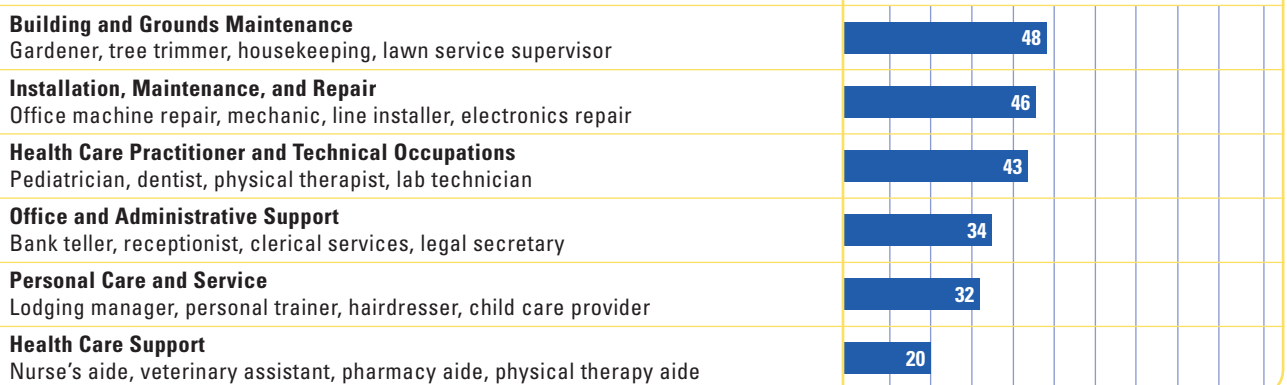 Building and Grounds Maintenance
Gardener, tree trimmer, housekeeping, lawn service supervisor
48
Installation, Maintenance, and Repair
Office machine repair, mechanic, line installer, electronics repair
46
Health Care Practitioner and Technical Occupations
Pediatrician, dentist, physical therapist, lab technician
43
Office and Administrative Support
Bank teller, receptionist, clerical services, legal secretary
34
Personal Care and Service
Lodging manager, personal trainer, hairdresser, child care provider
32
Health Care Support
Nurse’s aide, veterinary assistant, pharmacy aide, physical therapy aide
20